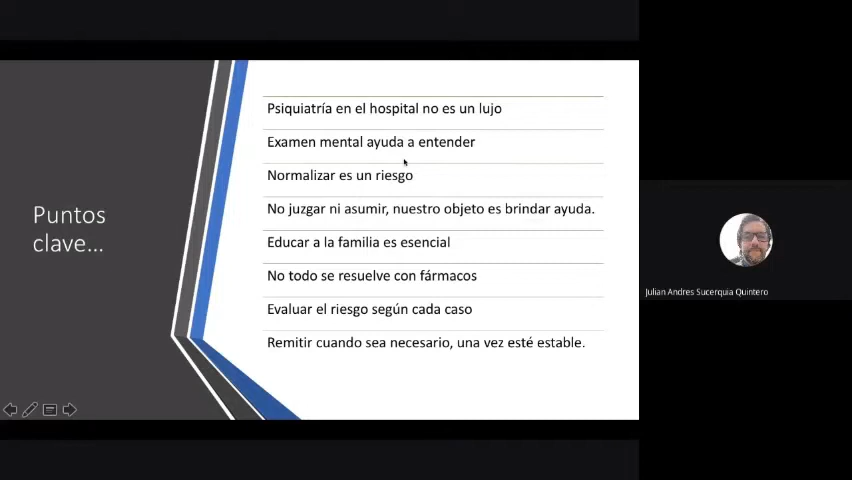 Puntos
clave...
Psiquiatría en el hospital no es un lujo
Examen mental ayuda a entender
Normalizar es un riesgo
No juzgar ni asumir, nuestro objeto es brindar ayuda.
Educar a la familia es esencial
No todo se resuelve con fármacos
Evaluar el riesgo según cada caso
Remitir cuando sea necesario, una vez esté estable.
Julian Andres Sucerquia Quintero